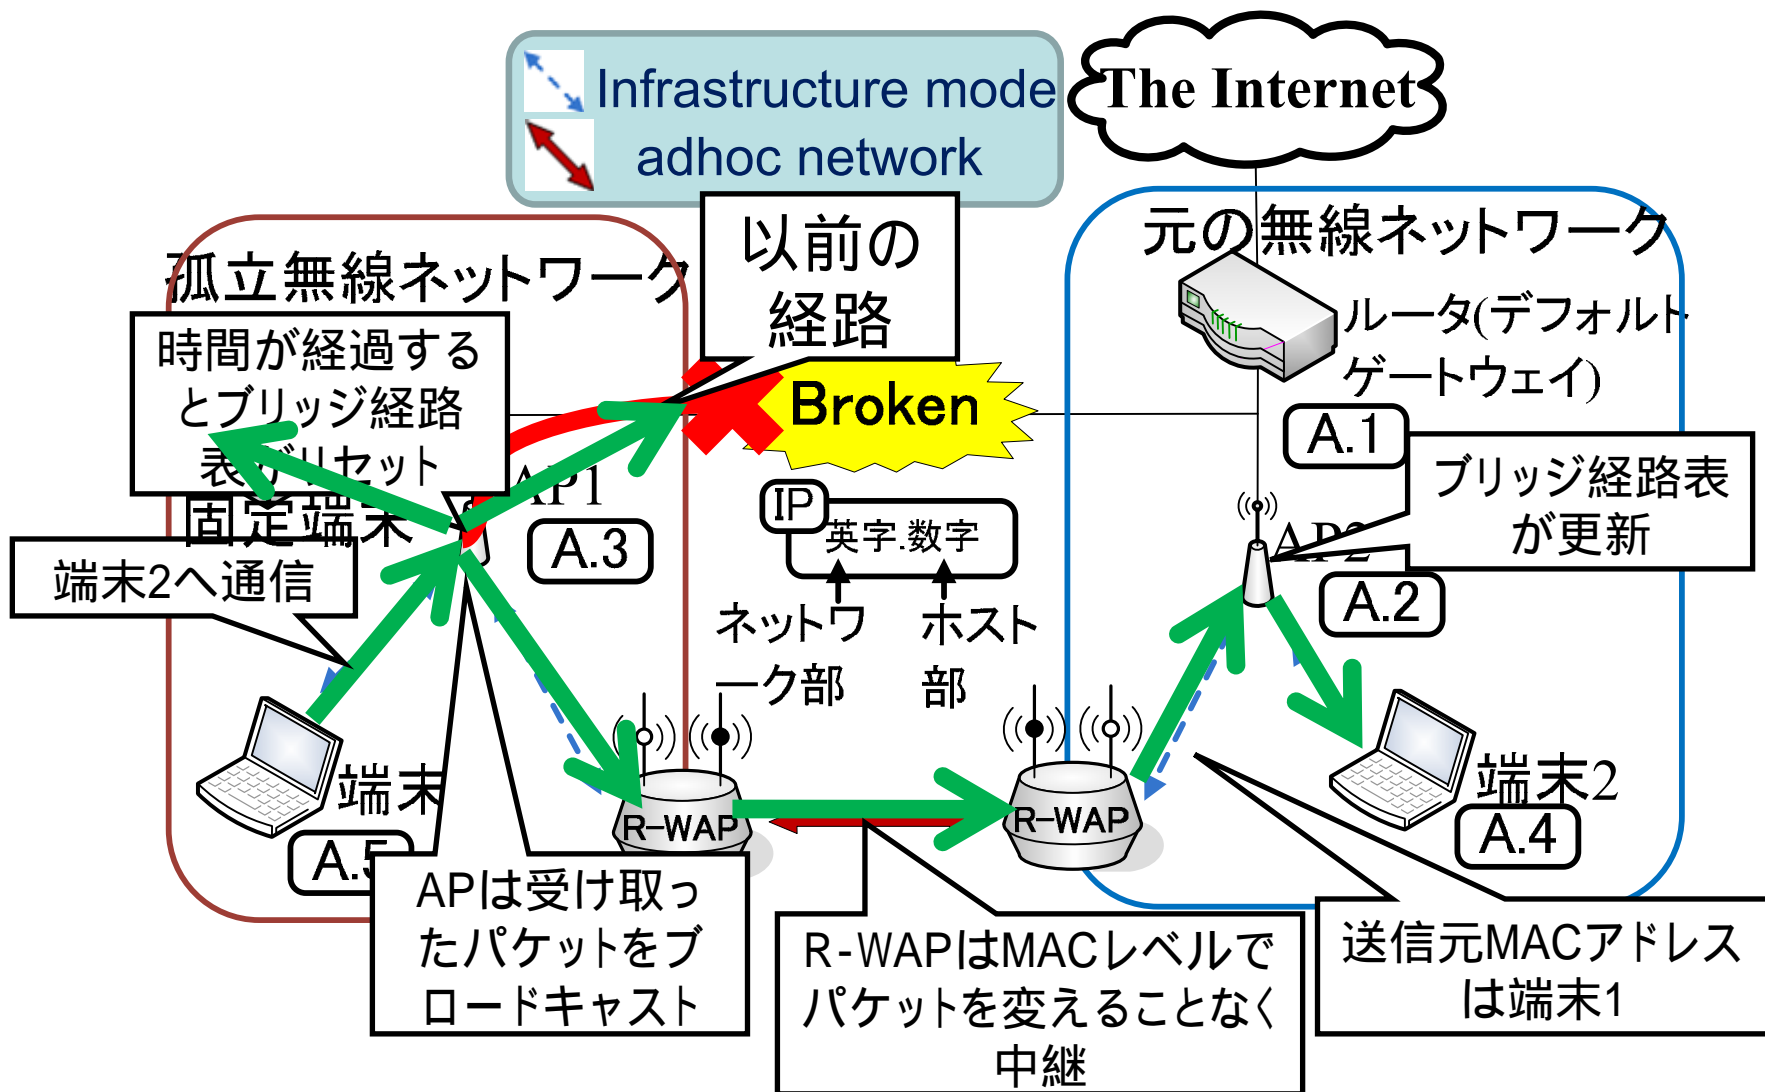 Infrastructure mode
adhoc network
The Internet
孤立無線ネットワーク
以前の
経路
元の無線ネットワーク
ルータ(デフォルト
ゲートウェイ)
A.1
時間が経過する
とブリッジ経路
表がリセット
Broken
AP1
A.3
固定端末
IP
英字.数字
ネットワ
ーク部
ホスト
部
ブリッジ経路表
が更新
AP2
A.2
端末2へ通信
端末
A.5
R-WAP
R-WAP
端末2
A.4
APは受け取っ
たパケットをブ
ロードキャスト
R-WAPはMACレベルで
パケットを変えることなく
中継
送信元MACアドレス
は端末1